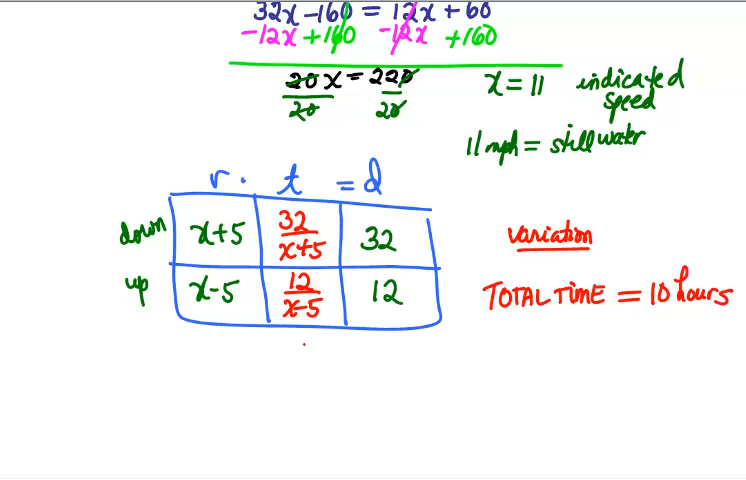 32x - 160 = 12x + 60
-12x + 160 -12x + 160
20x = 220 x = 11 indicated speed
20 20
11 mph = still water
r · t = d
down x+5 32/x+5 32 variation
up x-5 12/x-5 12 TOTAL TIME = 10 hours